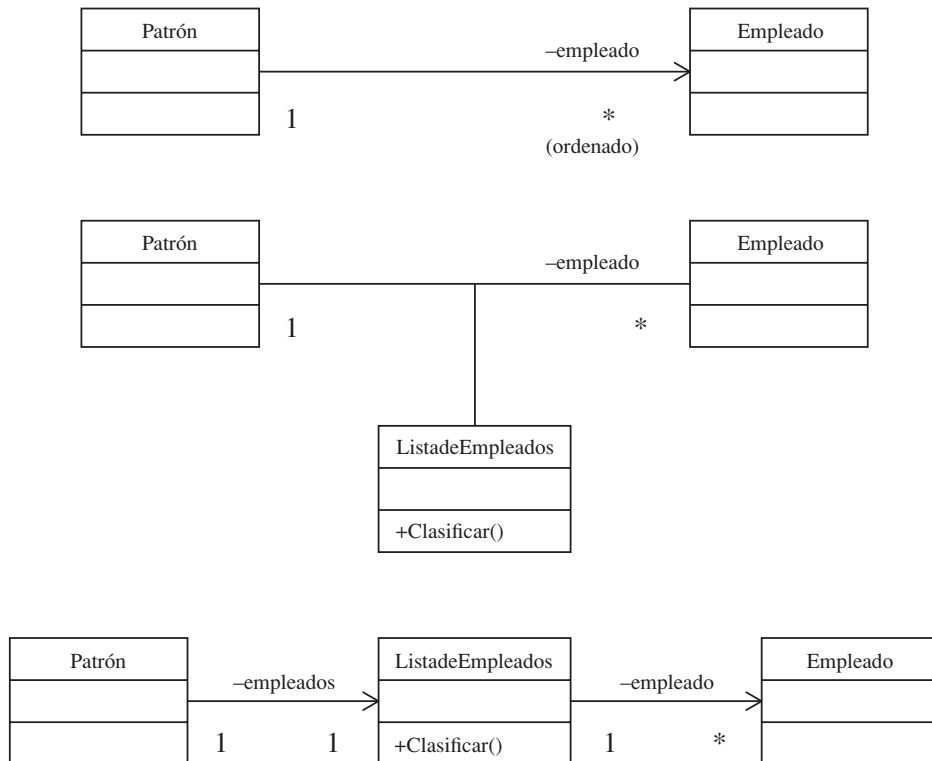 Patrón
Empleado
–empleado
1
*
(ordenado)
Patrón
Empleado
–empleado
1
*
ListadeEmpleados
+Clasificar()
Patrón
ListadeEmpleados
Empleado
–empleados
–empleado
1
1
+Clasificar()
1
*